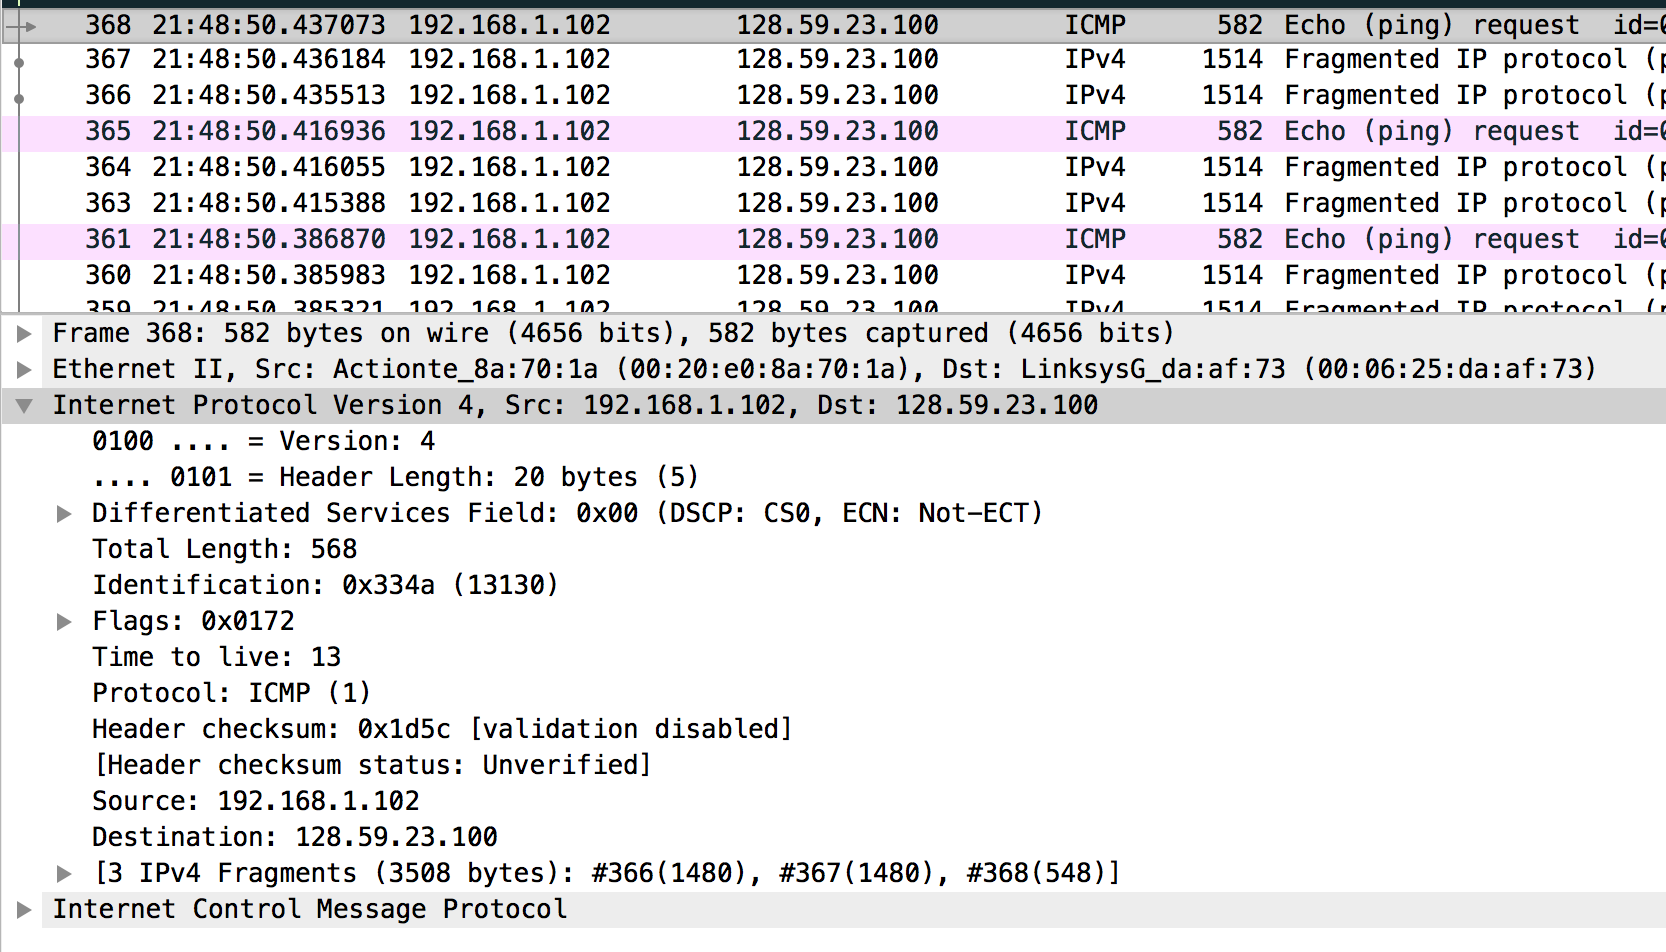 368 21:48:50.437073 192.168.1.102 128.59.23.100 ICMP 582 Echo (ping) request
367 21:48:50.436184 192.168.1.102 128.59.23.100 IPv4 1514 Fragmented IP protocol
366 21:48:50.435513 192.168.1.102 128.59.23.100 IPv4 1514 Fragmented IP protocol
365 21:48:50.416936 192.168.1.102 128.59.23.100 ICMP 582 Echo (ping) request
364 21:48:50.416055 192.168.1.102 128.59.23.100 IPv4 1514 Fragmented IP protocol
363 21:48:50.415388 192.168.1.102 128.59.23.100 IPv4 1514 Fragmented IP protocol
361 21:48:50.386870 192.168.1.102 128.59.23.100 ICMP 582 Echo (ping) request
360 21:48:50.385983 192.168.1.102 128.59.23.100 IPv4 1514 Fragmented IP protocol
359 21:48:50.385321 192.168.1.102 128.59.23.100 IPv4 1514 Fragmented IP protocol
Frame 368: 582 bytes on wire (4656 bits), 582 bytes captured (4656 bits)
Ethernet II, Src: Actionte_8a:70:1a (00:20:e0:8a:70:1a), Dst: LinksysG_da:af:73 (00:06:25:da:af:73)
Internet Protocol Version 4, Src: 192.168.1.102, Dst: 128.59.23.100
0100 .... = Version: 4
.... 0101 = Header Length: 20 bytes (5)
Differentiated Services Field: 0x00 (DSCP: CS0, ECN: Not-ECT)
Total Length: 568
Identification: 0x334a (13130)
Flags: 0x0172
Time to live: 13
Protocol: ICMP (1)
Header checksum: 0x1d5c [validation disabled]
[Header checksum status: Unverified]
Source: 192.168.1.102
Destination: 128.59.23.100
[3 IPv4 Fragments (3508 bytes): #366(1480), #367(1480), #368(548)]
Internet Control Message Protocol